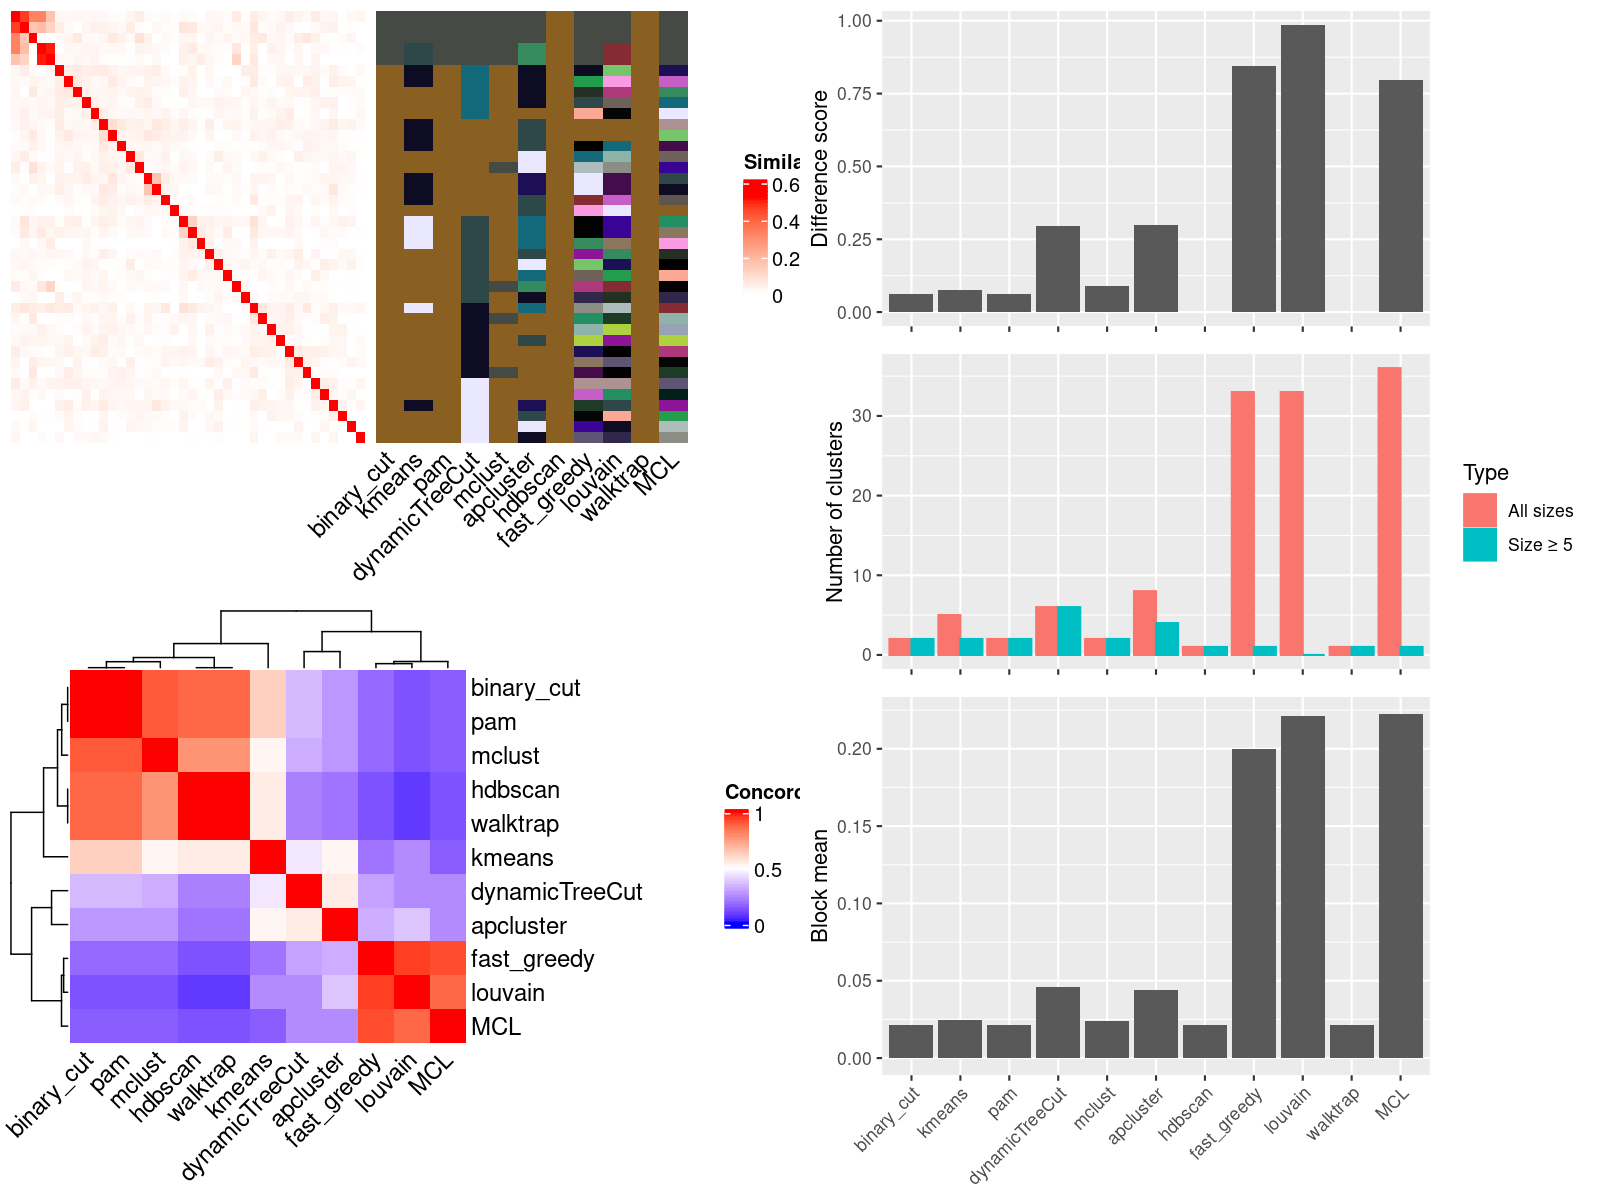 Simila
0.6
0.4
0.2
0
binary_cut
kmeans
pam
dynamicTreeCut
mclust
apcluster
hdbscan
fast_greedy
louvain
walktrap
MCL
binary_cut
pam
mclust
hdbscan
walktrap
kmeans
dynamicTreeCut
apcluster
fast_greedy
louvain
MCL
Concord
1
0.5
0
binary_cut
pam
mclust
hdbscan
walktrap
kmeans
dynamicTreeCut
apcluster
fast_greedy
louvain
MCL
Difference score
1.00
0.75
0.50
0.25
0.00
Number of clusters
30
20
10
0
Type
All sizes
Size ≥ 5
Block mean
0.20
0.15
0.10
0.05
0.00
binary_cut
kmeans
pam
dynamicTreeCut
mclust
apcluster
hdbscan
fast_greedy
louvain
walktrap
MCL